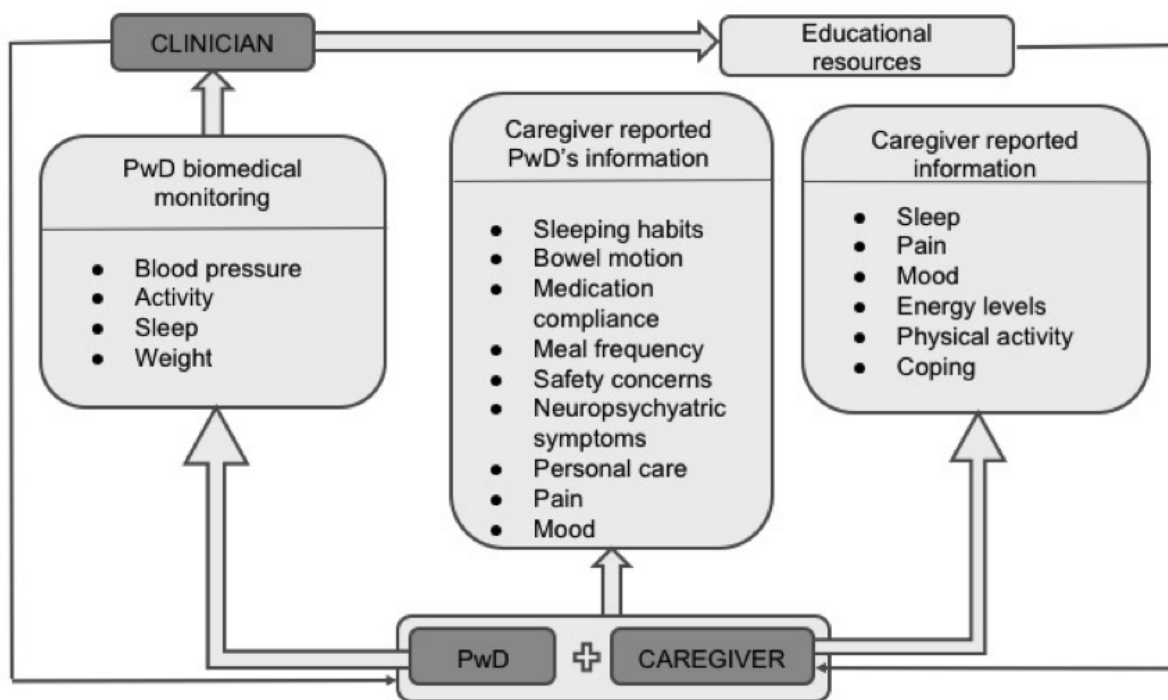 CLINICIAN
Educational
resources
PwD biomedical
monitoring
● Blood pressure
● Activity
● Sleep
● Weight
Caregiver reported
PwD's information
● Sleeping habits
● Bowel motion
● Medication
compliance
● Meal frequency
● Safety concerns
● Neuropsychyatric
symptoms
● Personal care
● Pain
● Mood
Caregiver reported
information
● Sleep
● Pain
● Mood
● Energy levels
● Physical activity
● Coping
PwD
CAREGIVER